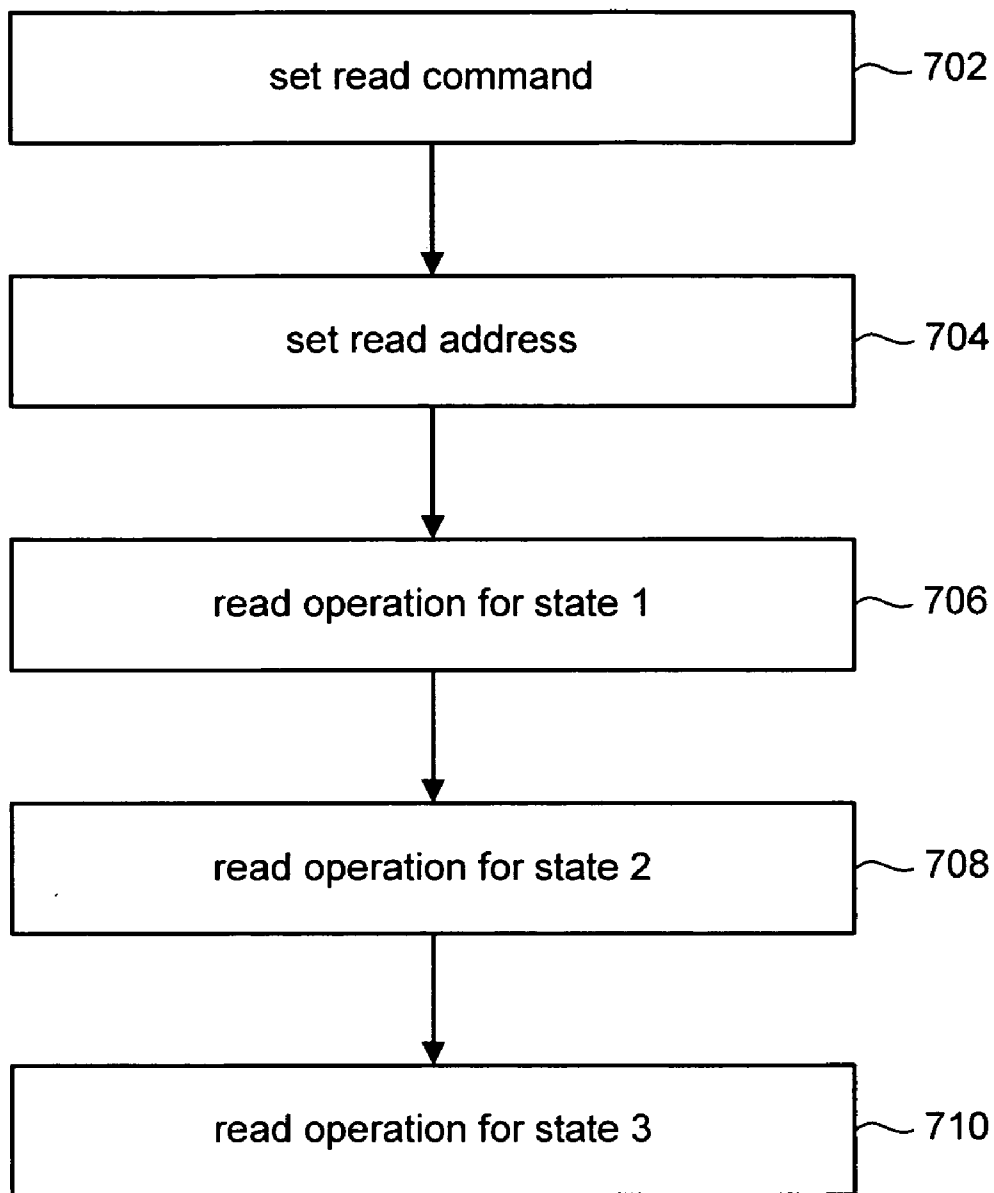 set read command 702
set read address 704
read operation for state 1 706
read operation for state 2 708
read operation for state 3 710